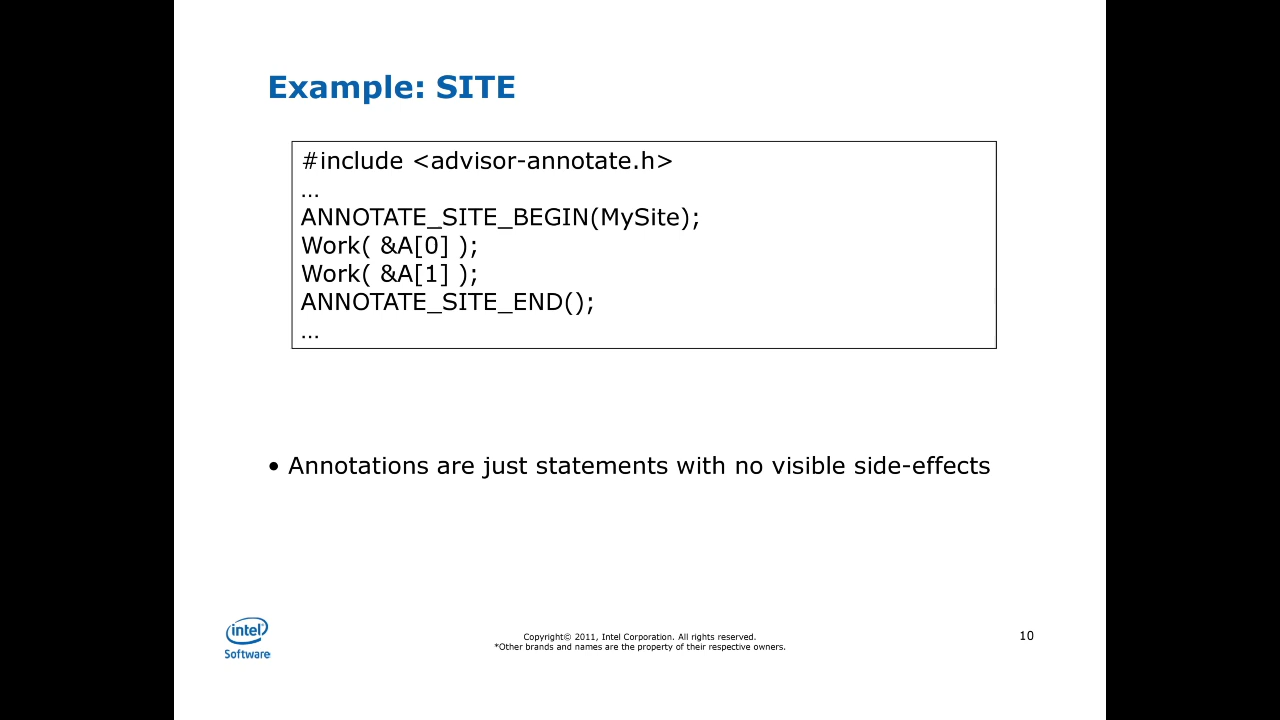 Example: SITE
#include <advisor-annotate.h>
…
ANNOTATE_SITE_BEGIN(MySite);
Work( &A[0] );
Work( &A[1] );
ANNOTATE_SITE_END();
…
• Annotations are just statements with no visible side-effects
intel
Software
Copyright© 2011, Intel Corporation. All rights reserved.
*Other brands and names are the property of their respective owners.
10